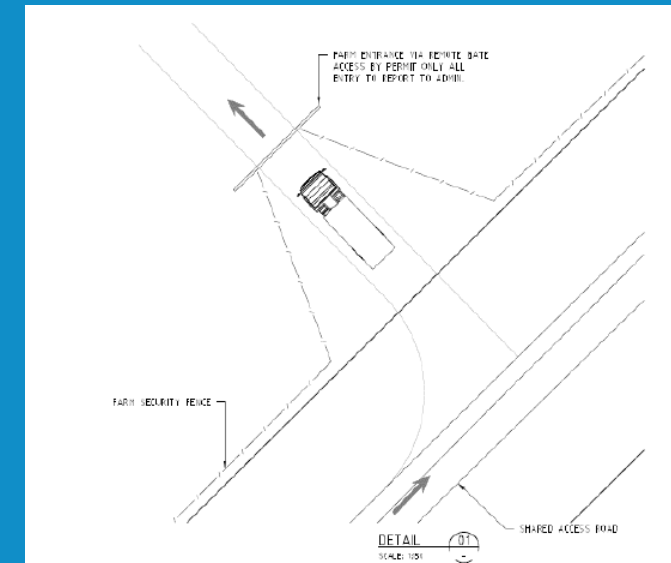 FARM ENTRANCE VIA REMOTE GATE
ACCESS BY PERMIT ONLY ALL
ENTRY TO REPORT TO ADMIN.
FARM SECURITY FENCE
SHARED ACCESS ROAD
DETAIL 01
SCALE: